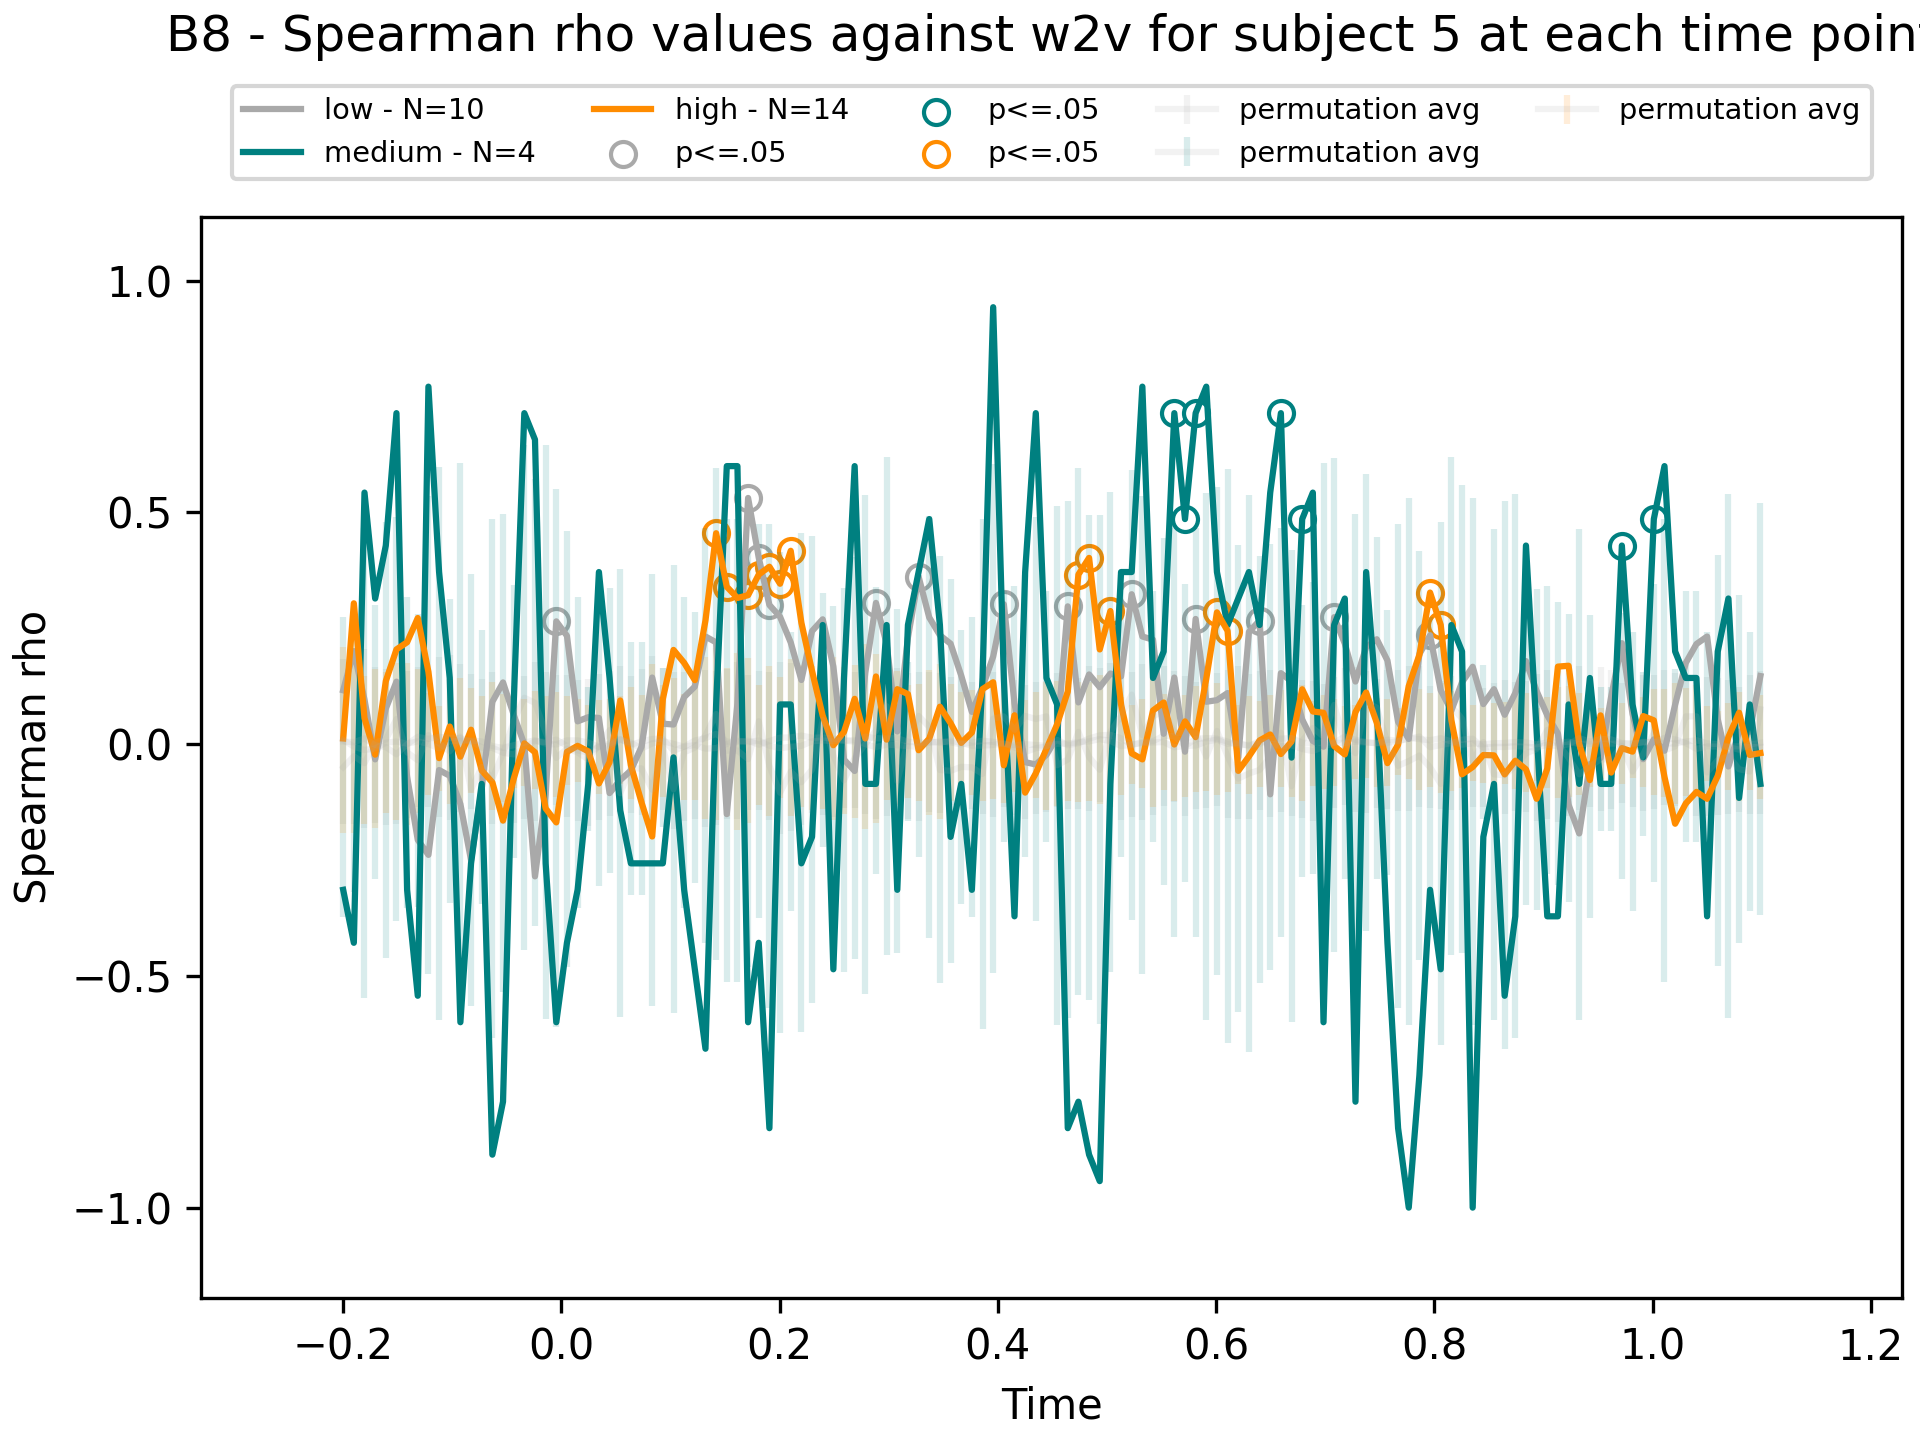 B8 - Spearman rho values against w2v for subject 5 at each time poin
low - N=10
medium - N=4
high - N=14
p<=.05
p<=.05
p<=.05
permutation avg
permutation avg
permutation avg
Spearman rho
1.0
0.5
0.0
−0.5
−1.0
−0.2 0.0 0.2 0.4 0.6 0.8 1.0 1.2
Time